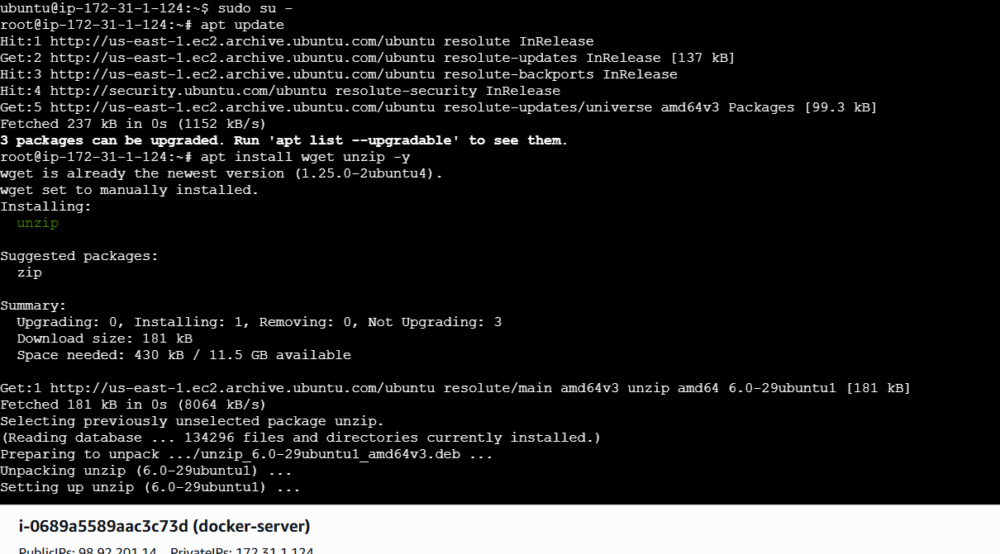 ubuntu@ip-172-31-1-124:~$ sudo su -
root@ip-172-31-1-124:~# apt update
Hit:1 http://us-east-1.ec2.archive.ubuntu.com/ubuntu resolute InRelease
Get:2 http://us-east-1.ec2.archive.ubuntu.com/ubuntu resolute-updates InRelease [137 kB]
Hit:3 http://us-east-1.ec2.archive.ubuntu.com/ubuntu resolute-backports InRelease
Hit:4 http://security.ubuntu.com/ubuntu resolute-security InRelease
Get:5 http://us-east-1.ec2.archive.ubuntu.com/ubuntu resolute-updates/universe amd64v3 Packages [99.3 kB]
Fetched 237 kB in 0s (1152 kB/s)
3 packages can be upgraded. Run 'apt list --upgradable' to see them.
root@ip-172-31-1-124:~# apt install wget unzip -y
wget is already the newest version (1.25.0-2ubuntu4).
wget set to manually installed.
Installing:
  unzip

Suggested packages:
  zip

Summary:
  Upgrading: 0, Installing: 1, Removing: 0, Not Upgrading: 3
  Download size: 181 kB
  Space needed: 430 kB / 11.5 GB available

Get:1 http://us-east-1.ec2.archive.ubuntu.com/ubuntu resolute/main amd64v3 unzip amd64 6.0-29ubuntu1 [181 kB]
Fetched 181 kB in 0s (8064 kB/s)
Selecting previously unselected package unzip.
(Reading database ... 134296 files and directories currently installed.)
Preparing to unpack .../unzip_6.0-29ubuntu1_amd64v3.deb ...
Unpacking unzip (6.0-29ubuntu1) ...
Setting up unzip (6.0-29ubuntu1) ...
i-0689a5589aac3c73d (docker-server)
PublicIPs: 98.92.201.14 PrivateIPs: 172.31.1.124